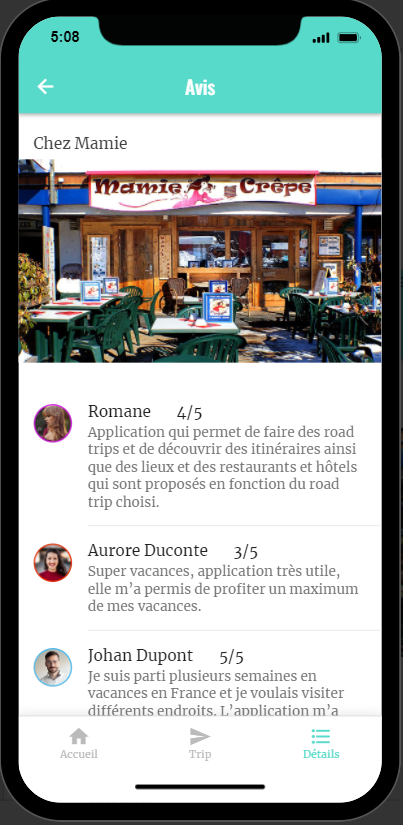 5:08
Avis
Chez Mamie
Mamie Crêpe
Romane 4/5
Application qui permet de faire des road
trips et de découvrir des itinéraires ainsi
que des lieux et des restaurants et hôtels
qui sont proposés en fonction du road
trip choisi.
Aurore Duconte 3/5
Super vacances, application très utile,
elle m’a permis de profiter un maximum
de mes vacances.
Johan Dupont 5/5
Je suis parti plusieurs semaines en
vacances en France et je voulais visiter
différents endroits. L’application m’a
Accueil Trip Détails